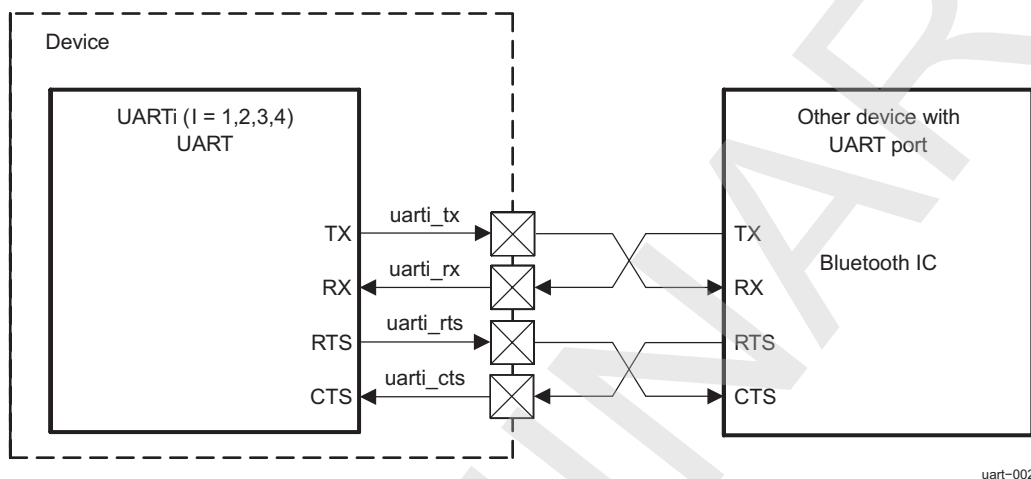 Device
UARTi (I = 1,2,3,4)
UART
TX
RX
RTS
CTS
uarti_tx
uarti_rx
uarti_rts
uarti_cts
Other device with
UART port
TX
RX
RTS
CTS
Bluetooth IC
uart-002